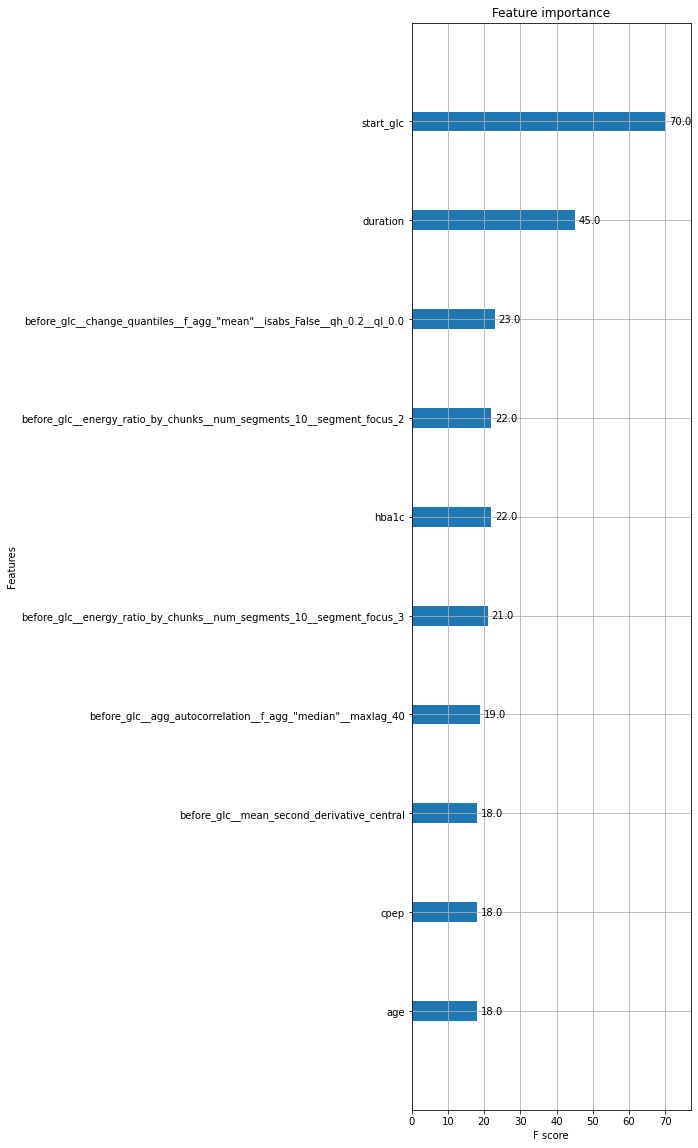 Feature importance
start_glc
70.0
duration
45.0
before_glc__change_quantiles__f_agg_"mean"__isabs_False__qh_0.2__ql_0.0
23.0
before_glc__energy_ratio_by_chunks__num_segments_10__segment_focus_2
22.0
hba1c
22.0
Features
before_glc__energy_ratio_by_chunks__num_segments_10__segment_focus_3
21.0
before_glc__agg_autocorrelation__f_agg_"median"__maxlag_40
19.0
before_glc__mean_second_derivative_central
18.0
cpep
18.0
age
18.0
0 10 20 30 40 50 60 70
F score